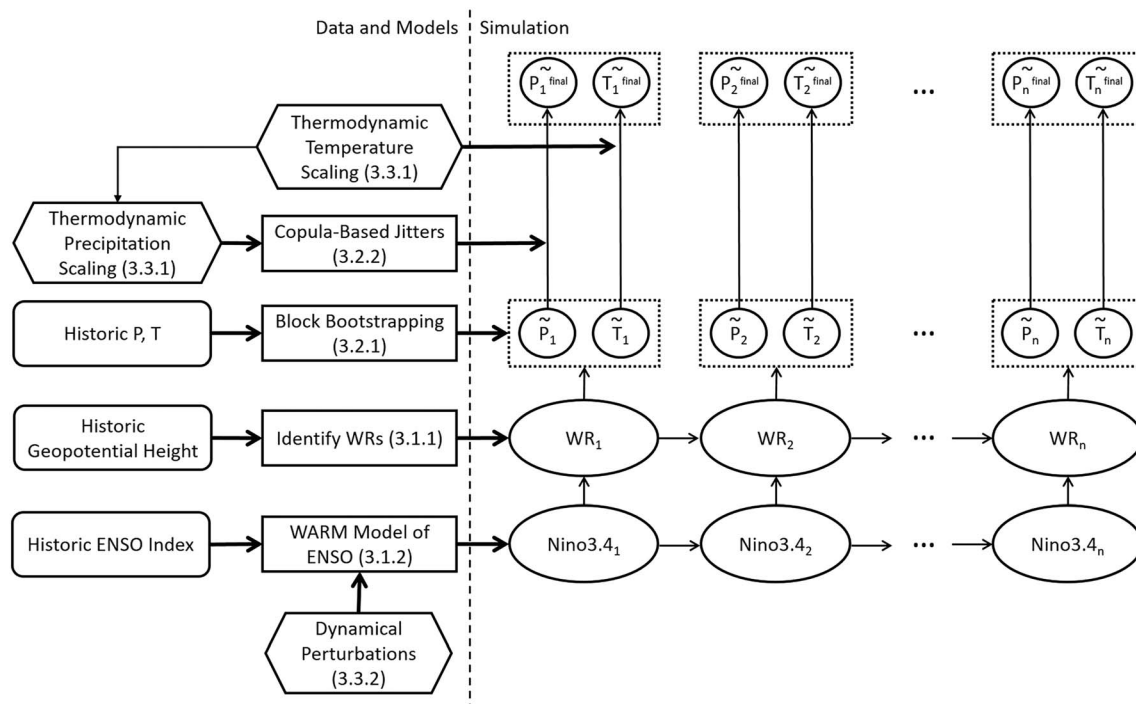 Data and Models
Simulation
P̃₁ᶠⁱⁿᵃˡ
T̃₁ᶠⁱⁿᵃˡ
P̃₂ᶠⁱⁿᵃˡ
T̃₂ᶠⁱⁿᵃˡ
...
P̃ₙᶠⁱⁿᵃˡ
T̃ₙᶠⁱⁿᵃˡ
Thermodynamic
Temperature
Scaling (3.3.1)
Thermodynamic
Precipitation
Scaling (3.3.1)
Copula-Based Jitters
(3.2.2)
Historic P, T
Block Bootstrapping
(3.2.1)
P̃₁
T̃₁
P̃₂
T̃₂
...
P̃ₙ
T̃ₙ
Historic
Geopotential Height
Identify WRs (3.1.1)
WR₁
WR₂
...
WRₙ
Historic ENSO Index
WARM Model of
ENSO (3.1.2)
Nino3.4₁
Nino3.4₂
...
Nino3.4ₙ
Dynamical
Perturbations
(3.3.2)